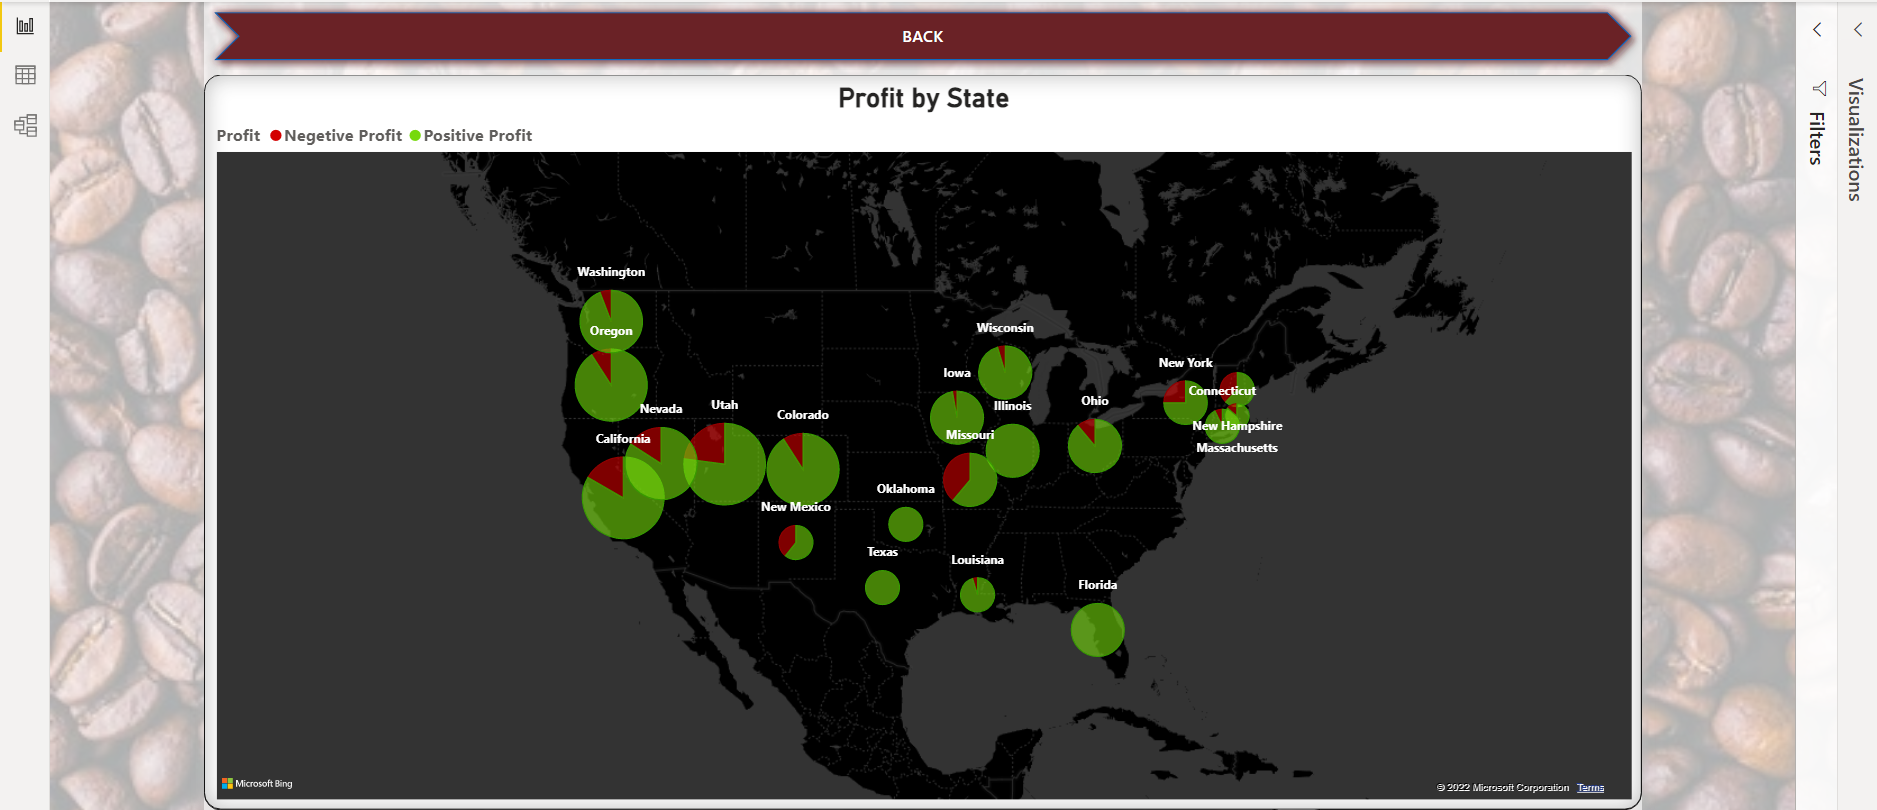 BACK
Profit by State
Profit Negetive Profit Positive Profit
Washington
Oregon
Wisconsin
New York
Iowa
Connecticut
Nevada
Utah
Colorado
Illinois
Ohio
California
Missouri
New Hampshire
Massachusetts
Oklahoma
New Mexico
Texas
Louisiana
Florida
Microsoft Bing
© 2022 Microsoft Corporation Terms
Filters
Visualizations